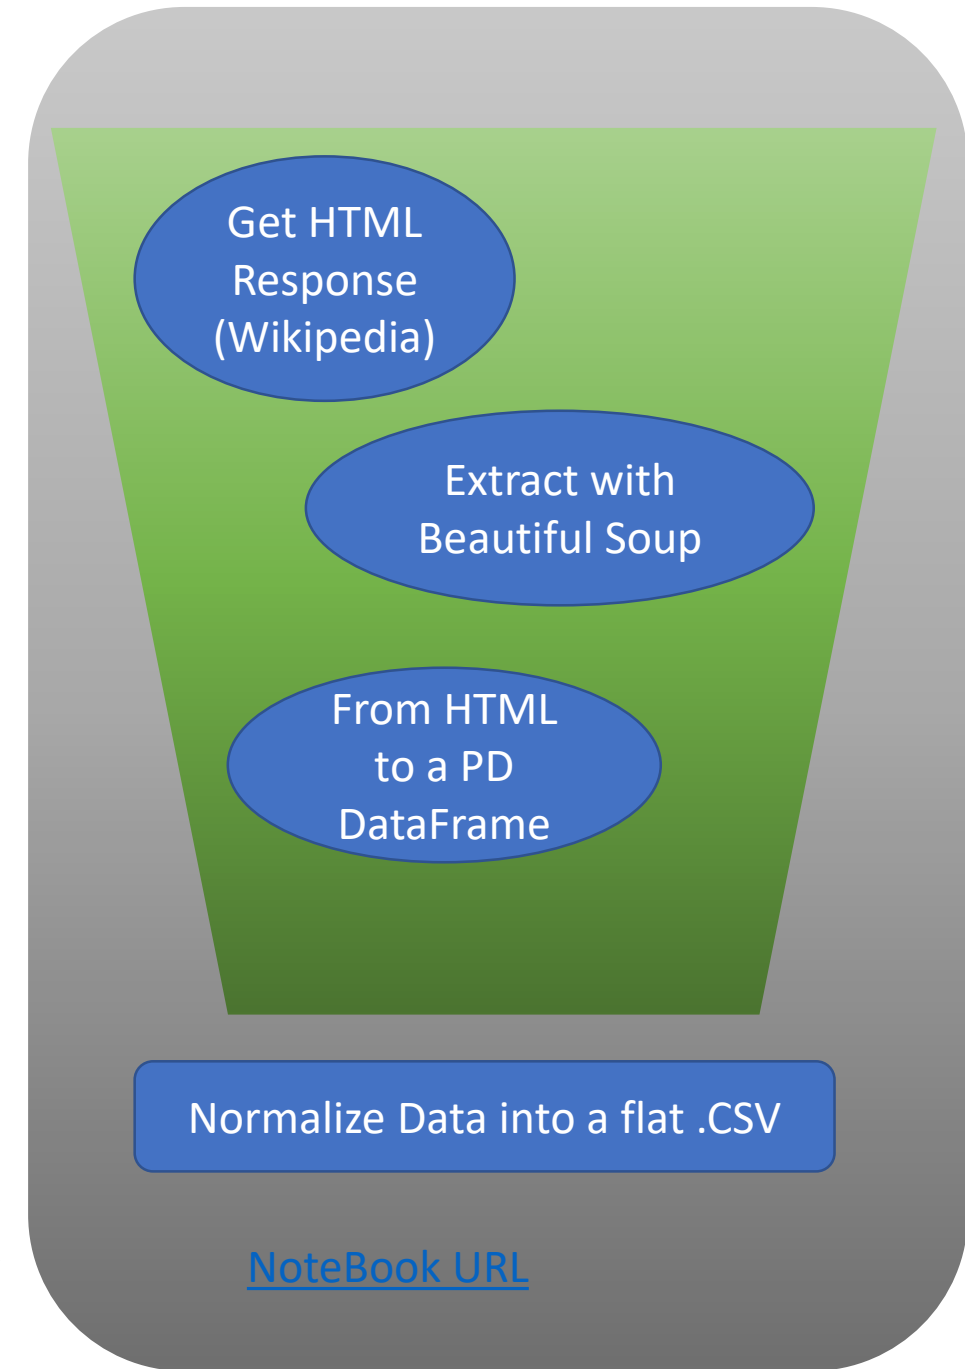 Get HTML
Response
(Wikipedia)
Extract with
Beautiful Soup
From HTML
to a PD
DataFrame
Normalize Data into a flat .CSV
NoteBook URL